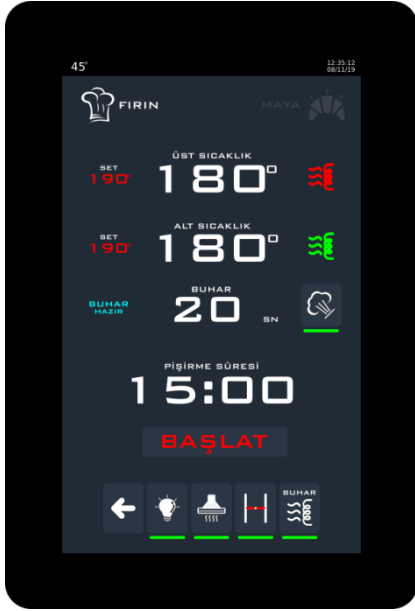 45°
12:35:12
08/11/19
FIRIN
MAYA
ÜST SICAKLIK
SET
190°
180°
ALT SICAKLIK
SET
190°
180°
BUHAR
BUHAR
HAZIR
20 SN
PİŞİRME SÜRESİ
15:00
BAŞLAT
BUHAR